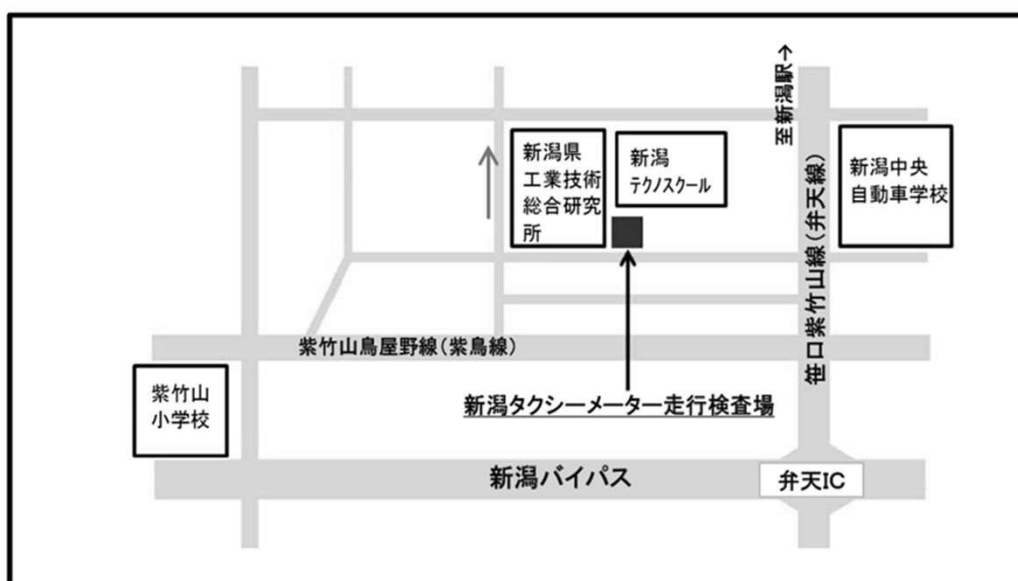 至新潟駅→
新潟県
工業技術
総合研究
所
新潟
ﾃｸﾉｽｸｰﾙ
新潟中央
自動車学校
笹口紫竹山線(弁天線)
紫竹山鳥屋野線(紫鳥線)
紫竹山
小学校
新潟タクシーメーター走行検査場
新潟バイパス
弁天IC